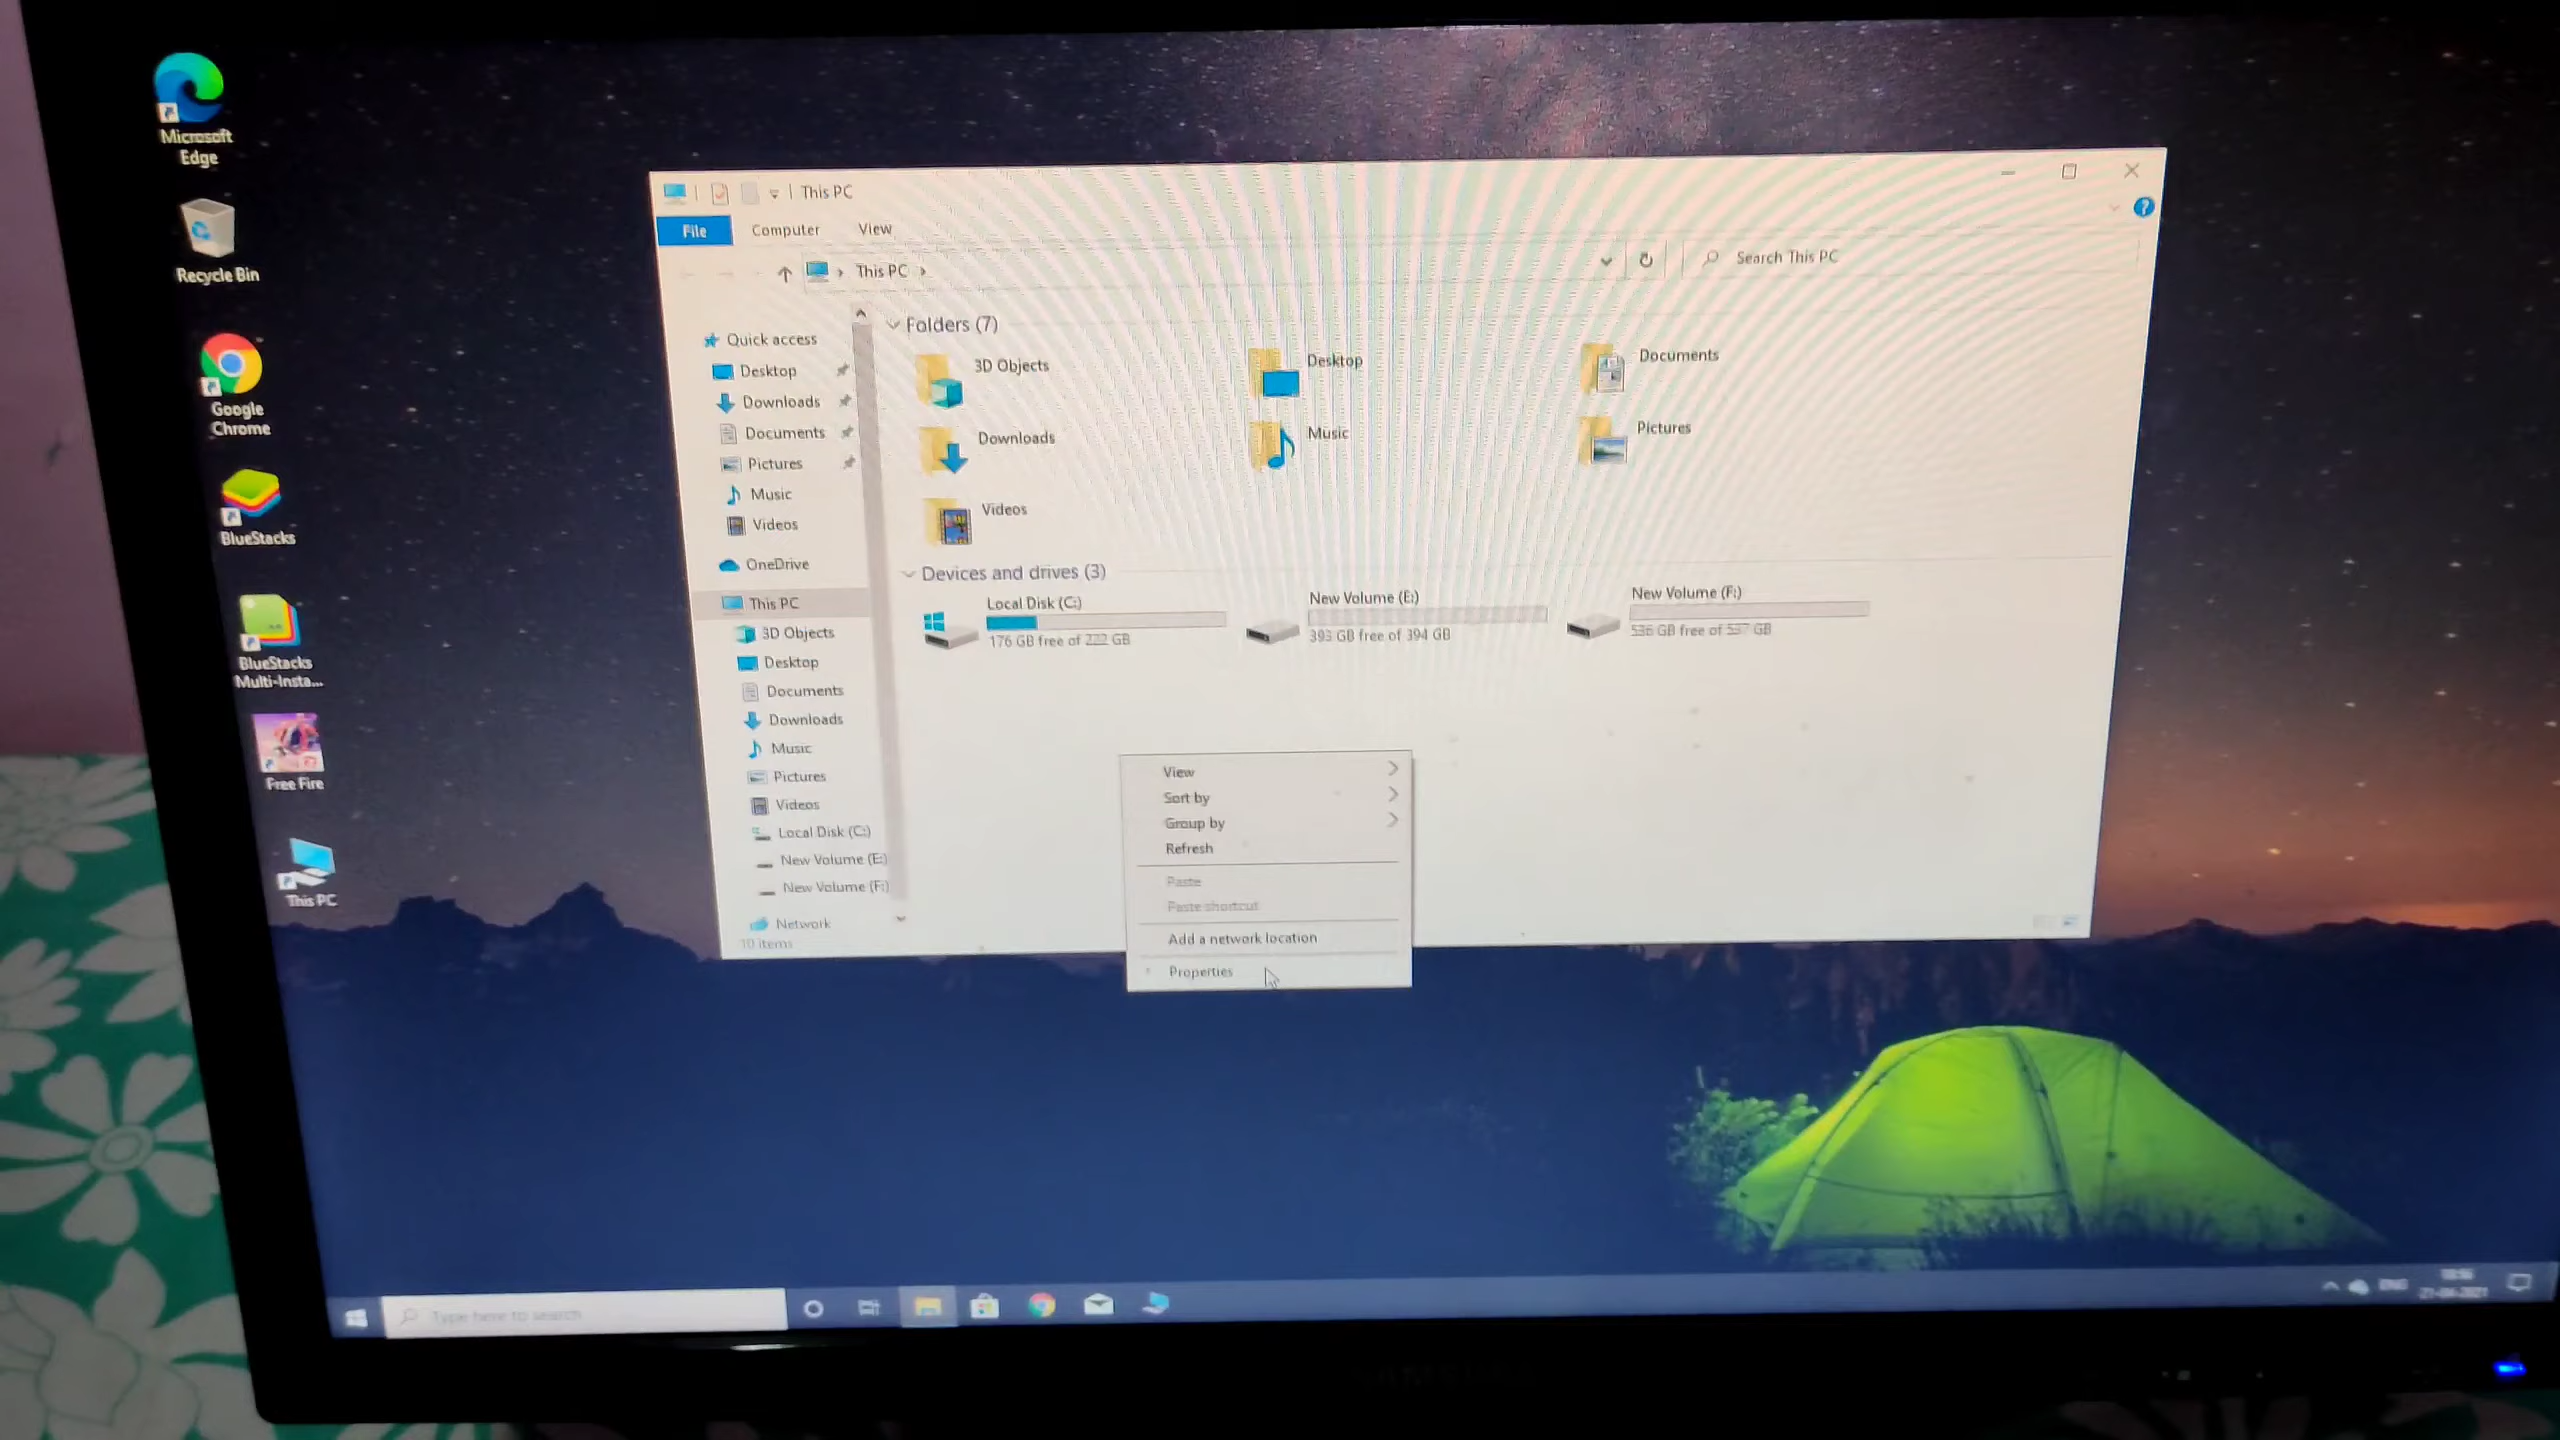 Microsoft
Edge
Recycle Bin
Google
Chrome
BlueStacks
BlueStacks
Multi-Insta...
Free Fire
This PC
This PC
File Computer View
This PC
Search This PC
Quick access
Desktop
Downloads
Documents
Pictures
Music
Videos
OneDrive
This PC
3D Objects
Desktop
Documents
Downloads
Music
Pictures
Videos
Local Disk (C:)
New Volume (E:)
New Volume (F:)
Network
10 items
Folders (7)
3D Objects
Desktop
Documents
Downloads
Music
Pictures
Videos
Devices and drives (3)
Local Disk (C:)
176 GB free of 222 GB
New Volume (E:)
393 GB free of 394 GB
New Volume (F:)
536 GB free of 537 GB
View
Sort by
Group by
Refresh
Paste
Paste shortcut
Add a network location
Properties
Type here to search
ENG
SAMSUNG